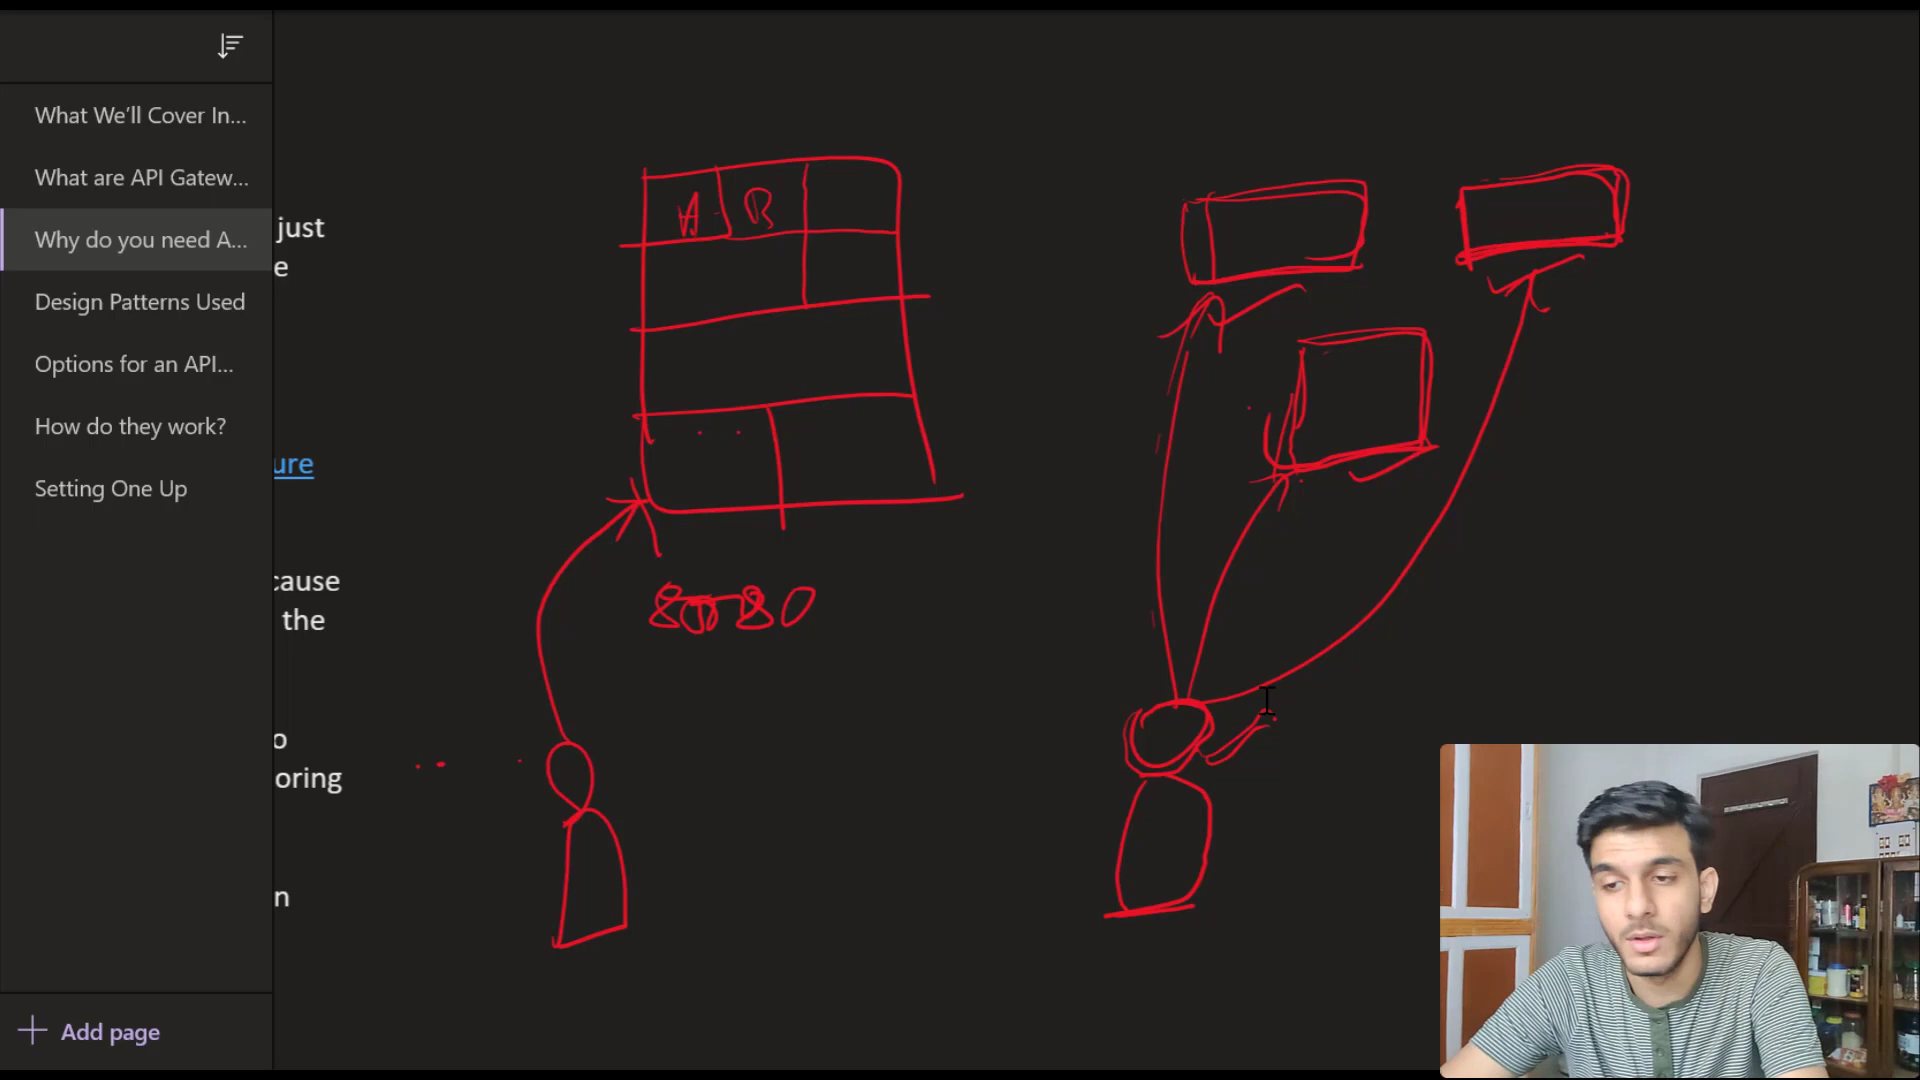 What We'll Cover In...
What are API Gatew...
Why do you need A...
Design Patterns Used
Options for an API...
How do they work?
Setting One Up
Add page
just
e
ure
cause
the
o
oring
n
A B
8080